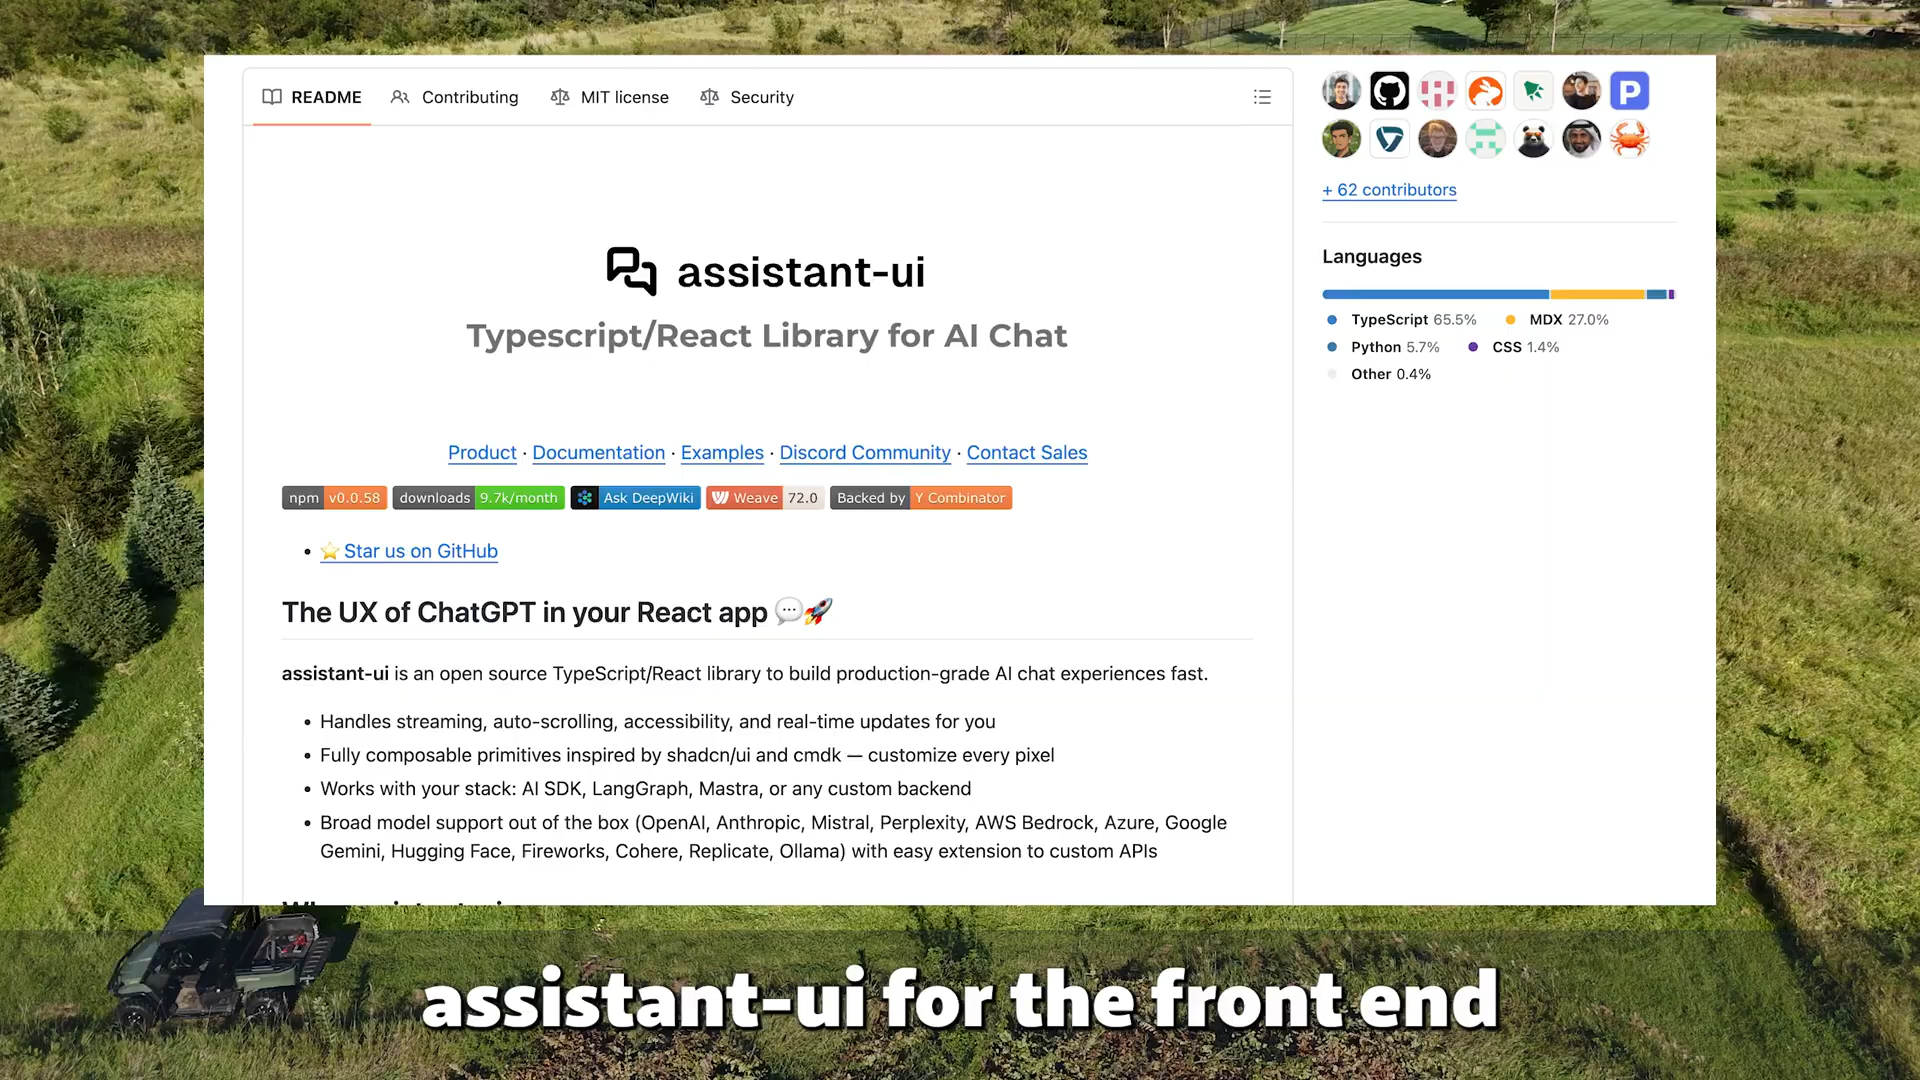 README
Contributing
MIT license
Security
assistant-ui
Typescript/React Library for AI Chat
Product · Documentation · Examples · Discord Community · Contact Sales
npm v0.0.58 downloads 9.7k/month Ask DeepWiki Weave 72.0 Backed by Y Combinator
• ⭐ Star us on GitHub
The UX of ChatGPT in your React app 💬🚀
assistant-ui is an open source TypeScript/React library to build production-grade AI chat experiences fast.
• Handles streaming, auto-scrolling, accessibility, and real-time updates for you
• Fully composable primitives inspired by shadcn/ui and cmdk — customize every pixel
• Works with your stack: AI SDK, LangGraph, Mastra, or any custom backend
• Broad model support out of the box (OpenAI, Anthropic, Mistral, Perplexity, AWS Bedrock, Azure, Google
Gemini, Hugging Face, Fireworks, Cohere, Replicate, Ollama) with easy extension to custom APIs
P
+ 62 contributors
Languages
TypeScript 65.5% MDX 27.0%
Python 5.7% CSS 1.4%
Other 0.4%
assistant-ui for the front end